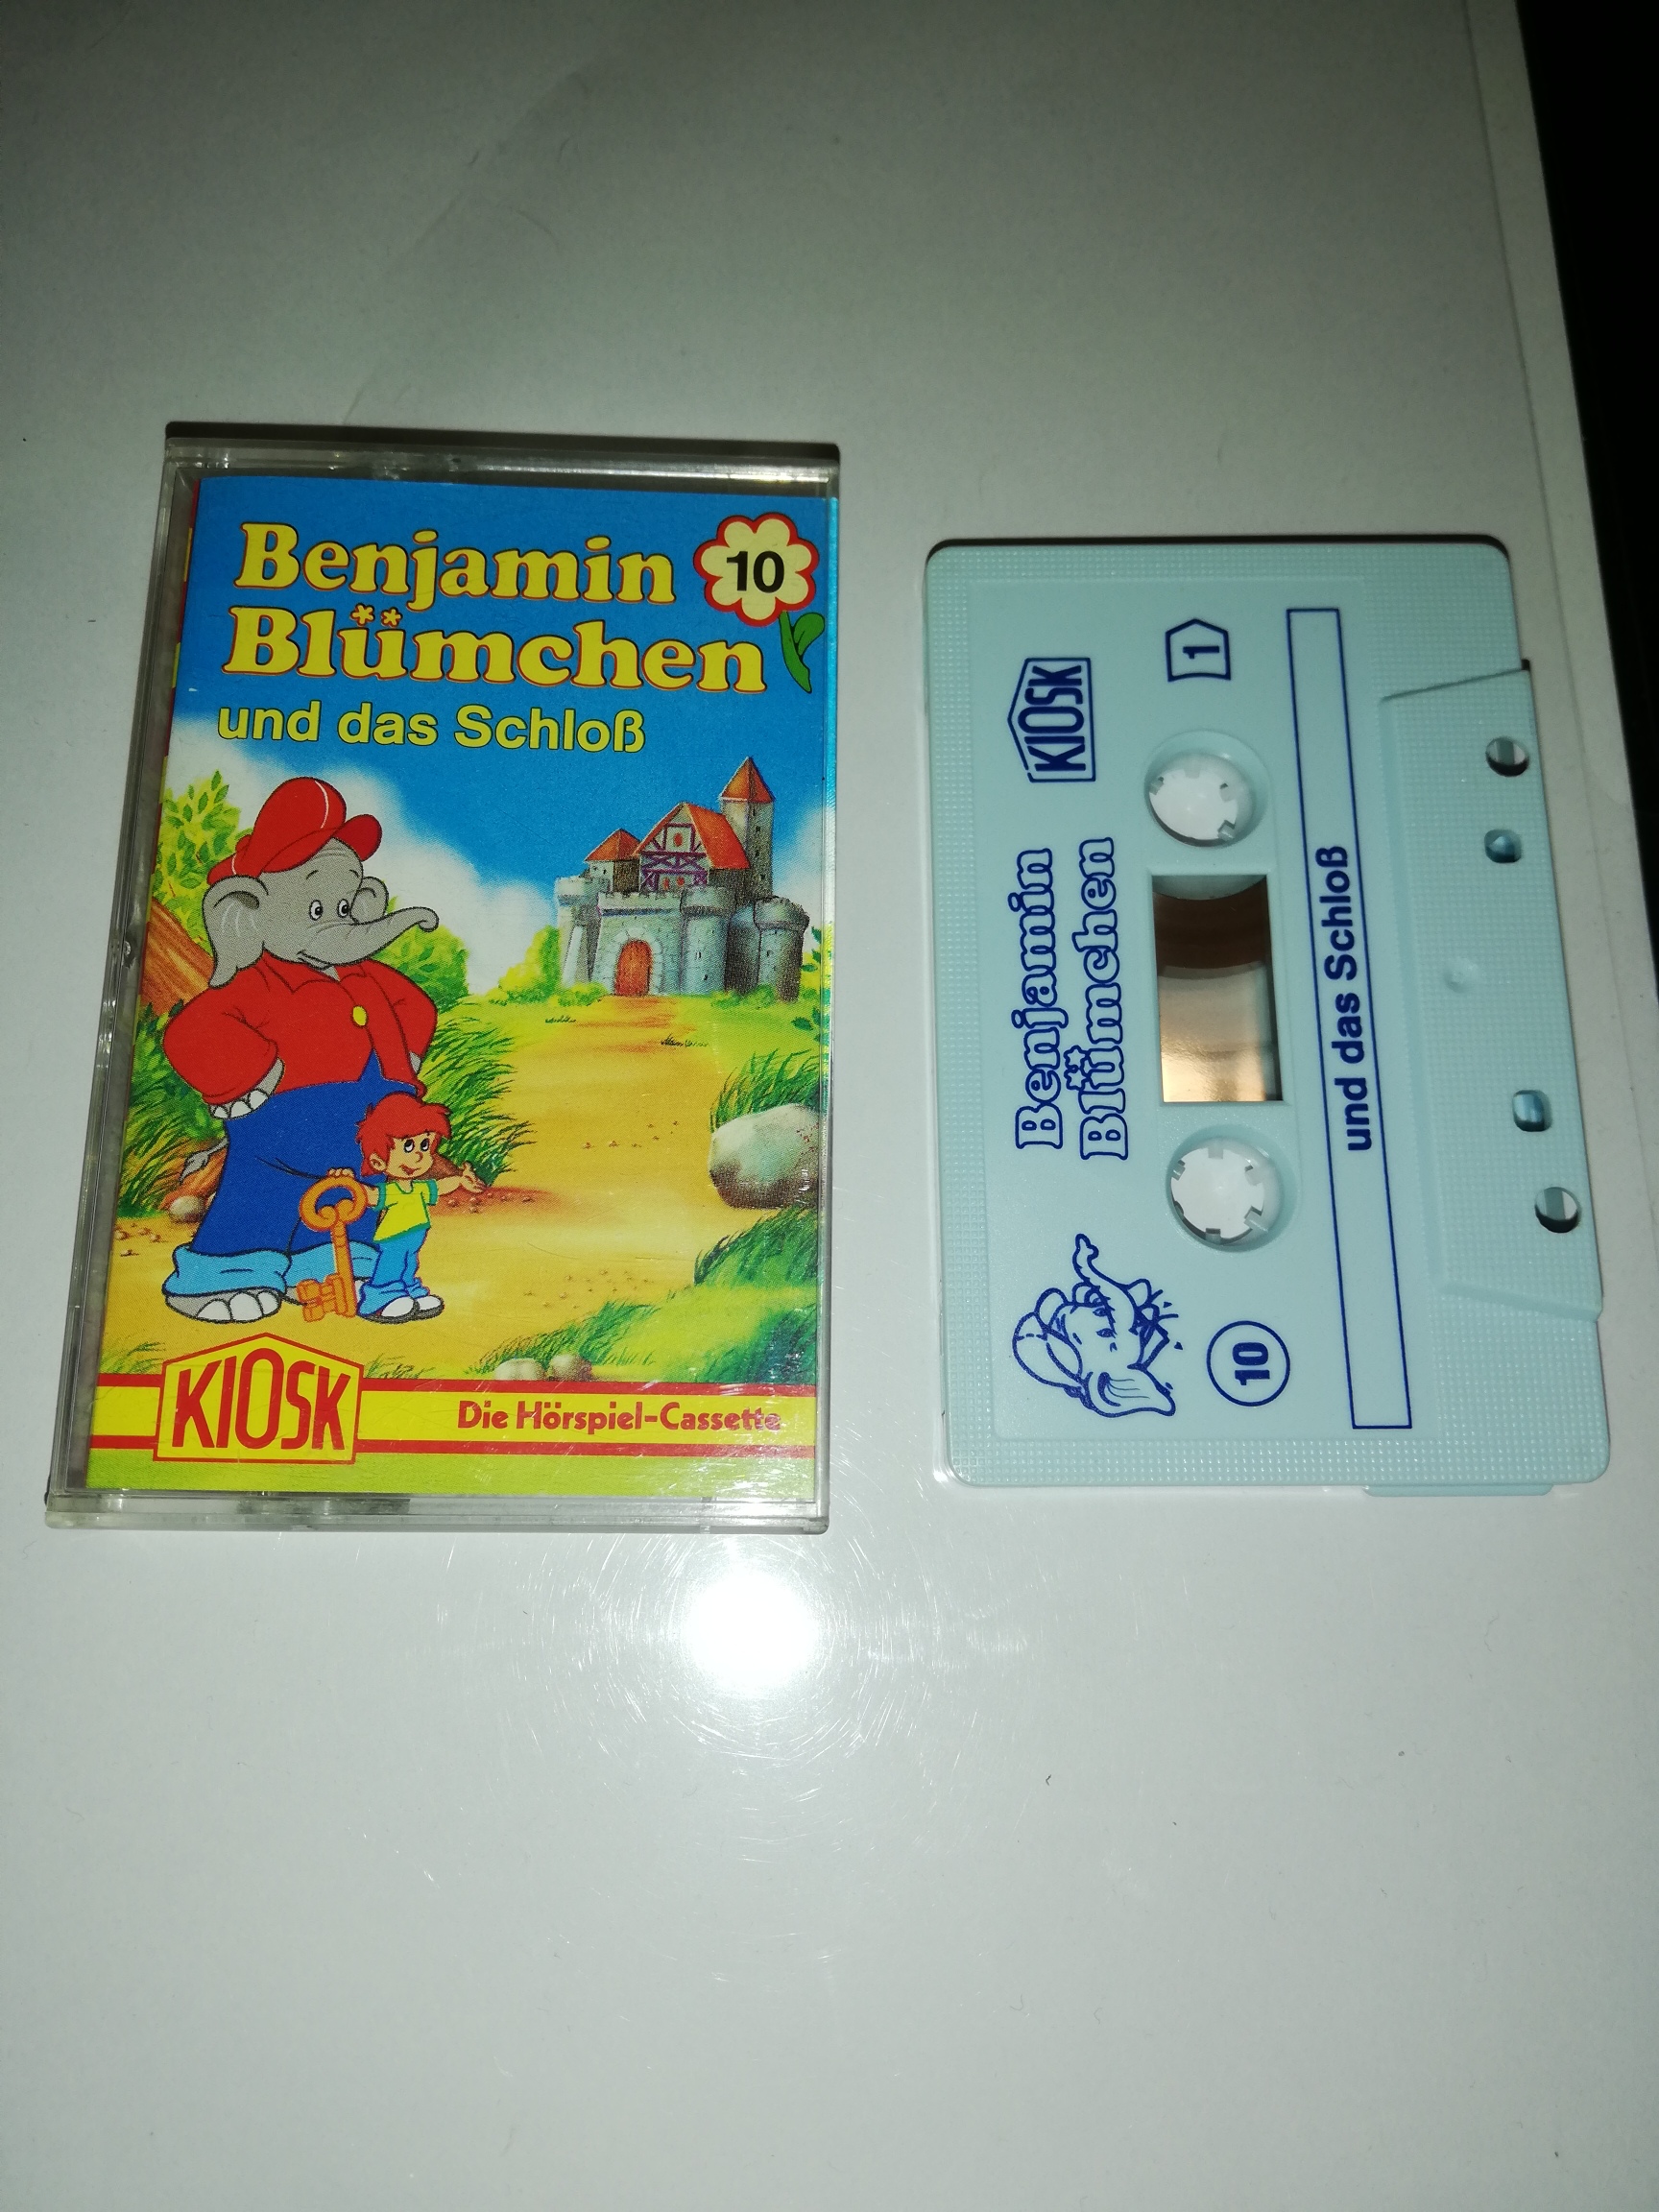 Benjamin
Blümchen
10
und das Schloß
KIOSK
Die Hörspiel-Cassette
KIOSK
1
Benjamin
Blümchen
10
und das Schloß